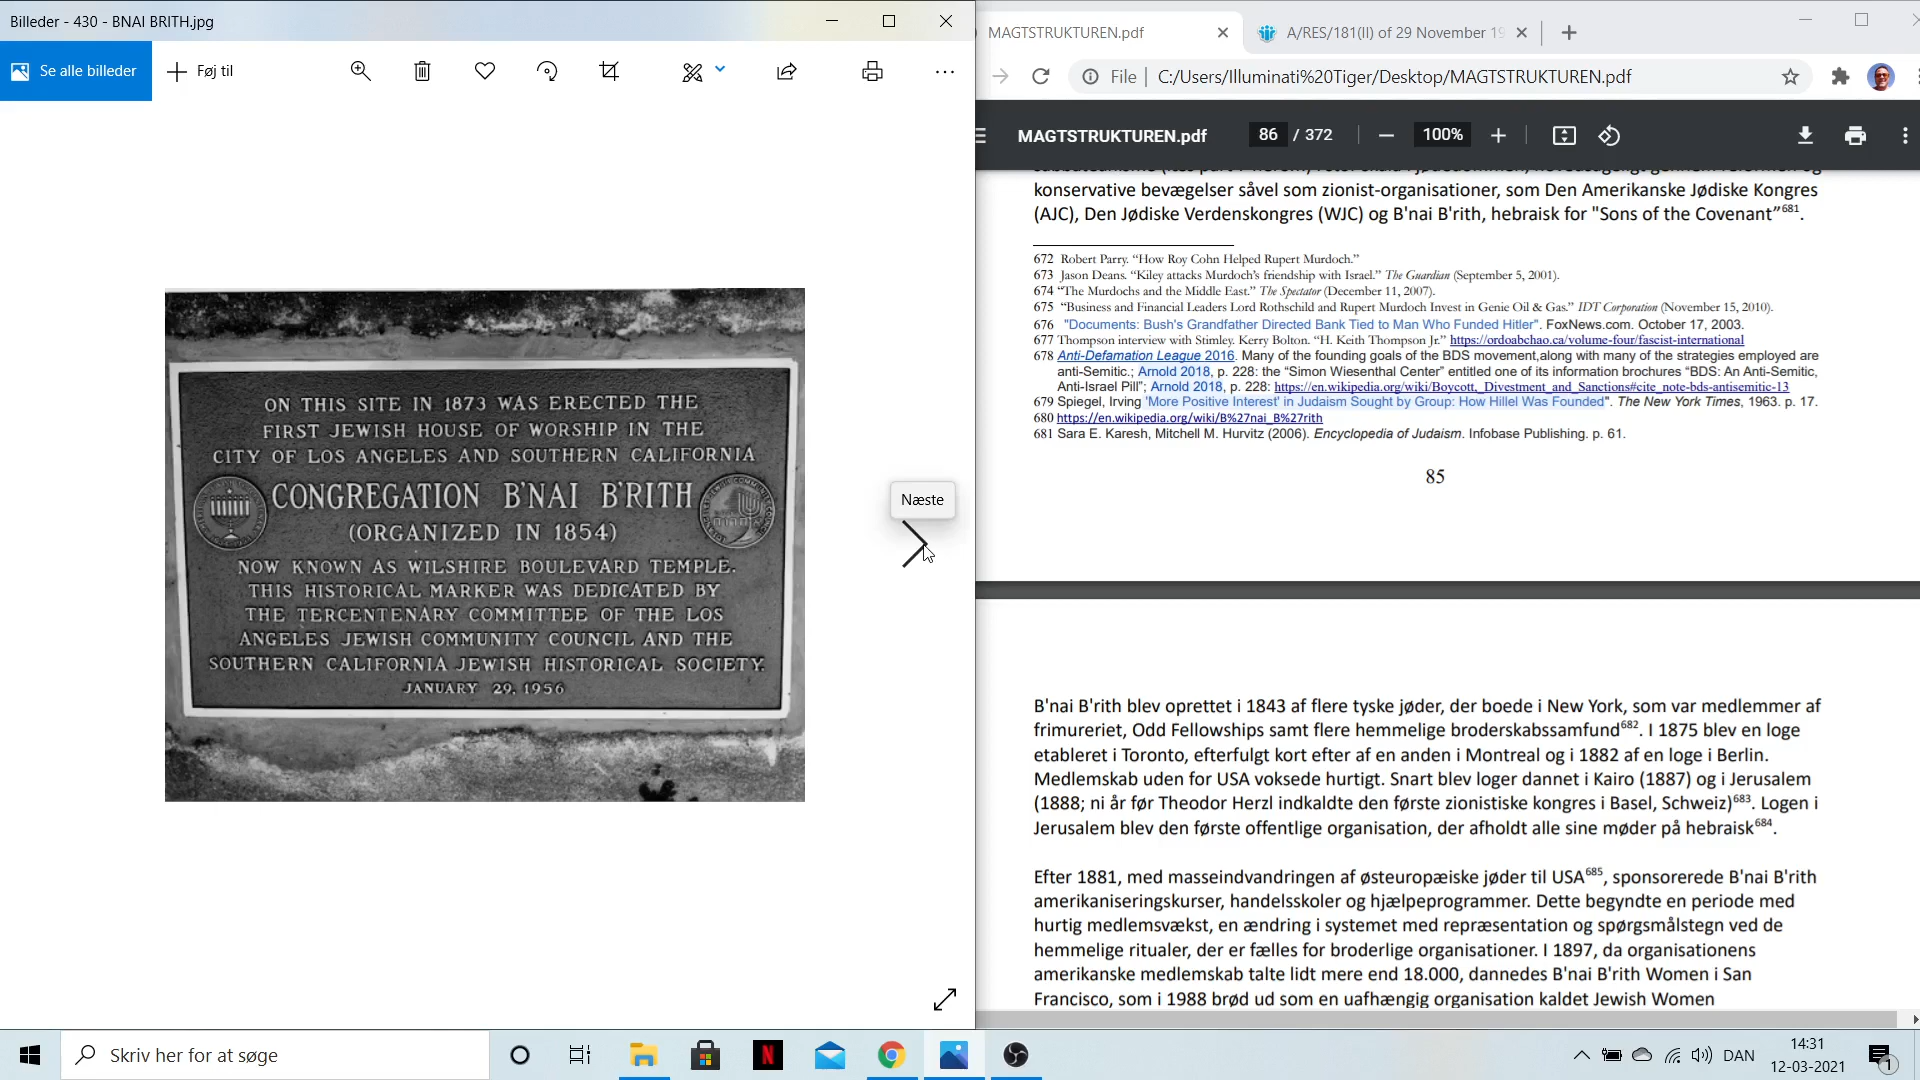 Billeder - 430 - BNAI BRITH.jpg
Se alle billeder
Føj til
ON THIS SITE IN 1873 WAS ERECTED THE
FIRST JEWISH HOUSE OF WORSHIP IN THE
CITY OF LOS ANGELES AND SOUTHERN CALIFORNIA
CONGREGATION B'NAI B'RITH
(ORGANIZED IN 1854)
NOW KNOWN AS WILSHIRE BOULEVARD TEMPLE.
THIS HISTORICAL MARKER WAS DEDICATED BY
THE TERCENTENARY COMMITTEE OF THE LOS
ANGELES JEWISH COMMUNITY COUNCIL AND THE
SOUTHERN CALIFORNIA JEWISH HISTORICAL SOCIETY.
JANUARY 29, 1956
Næste
MAGTSTRUKTUREN.pdf
A/RES/181(II) of 29 November 19
File | C:/Users/Illuminati%20Tiger/Desktop/MAGTSTRUKTUREN.pdf
MAGTSTRUKTUREN.pdf 86 / 372 100%
konservative bevægelser såvel som zionist-organisationer, som Den Amerikanske Jødiske Kongres
(AJC), Den Jødiske Verdenskongres (WJC) og B'nai B'rith, hebraisk for "Sons of the Covenant”681.
672 Robert Parry. “How Roy Cohn Helped Rupert Murdoch.”
673 Jason Deans. “Kiley attacks Murdoch’s friendship with Israel.” The Guardian (September 5, 2001).
674 “The Murdochs and the Middle East.” The Spectator (December 11, 2007).
675 “Business and Financial Leaders Lord Rothschild and Rupert Murdoch Invest in Genie Oil & Gas.” IDT Corporation (November 15, 2010).
676 "Documents: Bush's Grandfather Directed Bank Tied to Man Who Funded Hitler". FoxNews.com. October 17, 2003.
677 Thompson interview with Stimley. Kerry Bolton. “H. Keith Thompson Jr.” https://ordoabchao.ca/volume-four/fascist-international
678 Anti-Defamation League 2016. Many of the founding goals of the BDS movement,along with many of the strategies employed are
anti-Semitic.; Arnold 2018, p. 228: the “Simon Wiesenthal Center” entitled one of its information brochures “BDS: An Anti-Semitic,
Anti-Israel Pill”; Arnold 2018, p. 228: https://en.wikipedia.org/wiki/Boycott,_Divestment_and_Sanctions#cite_note-bds-antisemitic-13
679 Spiegel, Irving 'More Positive Interest' in Judaism Sought by Group: How Hillel Was Founded". The New York Times, 1963. p. 17.
680 https://en.wikipedia.org/wiki/B%27nai_B%27rith
681 Sara E. Karesh, Mitchell M. Hurvitz (2006). Encyclopedia of Judaism. Infobase Publishing. p. 61.
85
B'nai B'rith blev oprettet i 1843 af flere tyske jøder, der boede i New York, som var medlemmer af
frimureriet, Odd Fellowships samt flere hemmelige broderskabssamfund682. I 1875 blev en loge
etableret i Toronto, efterfulgt kort efter af en anden i Montreal og i 1882 af en loge i Berlin.
Medlemskab uden for USA voksede hurtigt. Snart blev loger dannet i Kairo (1887) og i Jerusalem
(1888; ni år før Theodor Herzl indkaldte den første zionistiske kongres i Basel, Schweiz)683. Logen i
Jerusalem blev den første offentlige organisation, der afholdt alle sine møder på hebraisk684.
Efter 1881, med masseindvandringen af østeuropæiske jøder til USA685, sponsorerede B'nai B'rith
amerikaniseringskurser, handelsskoler og hjælpeprogrammer. Dette begyndte en periode med
hurtig medlemsvækst, en ændring i systemet med repræsentation og spørgsmålstegn ved de
hemmelige ritualer, der er fælles for broderlige organisationer. I 1897, da organisationens
amerikanske medlemskab talte lidt mere end 18.000, dannedes B'nai B'rith Women i San
Francisco, som i 1988 brød ud som en uafhængig organisation kaldet Jewish Women
Skriv her for at søge
DAN
14:31
12-03-2021
1